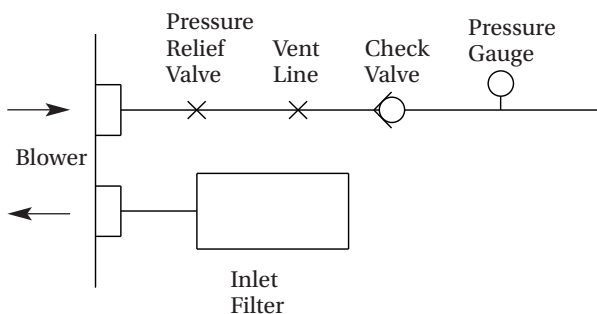 Pressure
Relief
Valve
Vent
Line
Check
Valve
Pressure
Gauge
Blower
Inlet
Filter